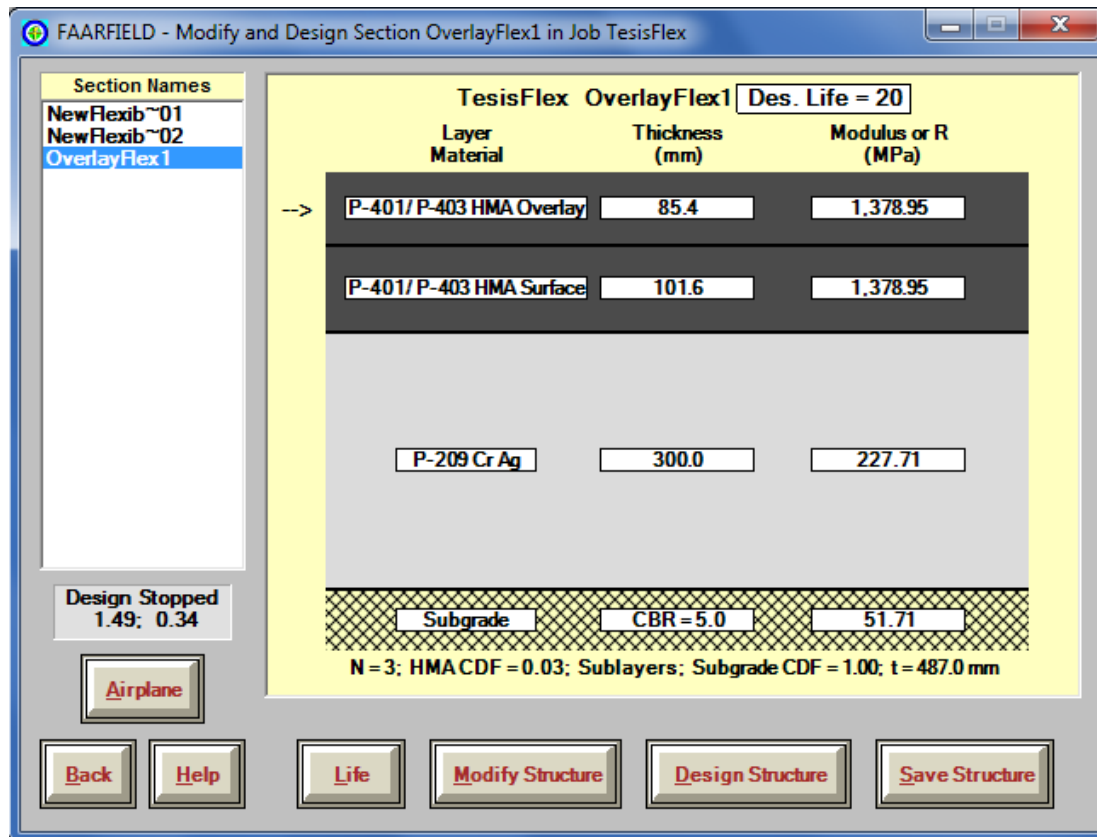 FAARFIELD - Modify and Design Section OverlayFlex1 in Job TesisFlex
Section Names
NewFlexib~01
NewFlexib~02
OverlayFlex1
TesisFlex OverlayFlex1 Des. Life = 20
Layer Material Thickness (mm) Modulus or R (MPa)
--> P-401/ P-403 HMA Overlay 85.4 1,378.95
P-401/ P-403 HMA Surface 101.6 1,378.95
P-209 Cr Ag 300.0 227.71
Subgrade CBR = 5.0 51.71
N = 3; HMA CDF = 0.03; Sublayers; Subgrade CDF = 1.00; t = 487.0 mm
Design Stopped
1.49; 0.34
Airplane
Back Help Life Modify Structure Design Structure Save Structure